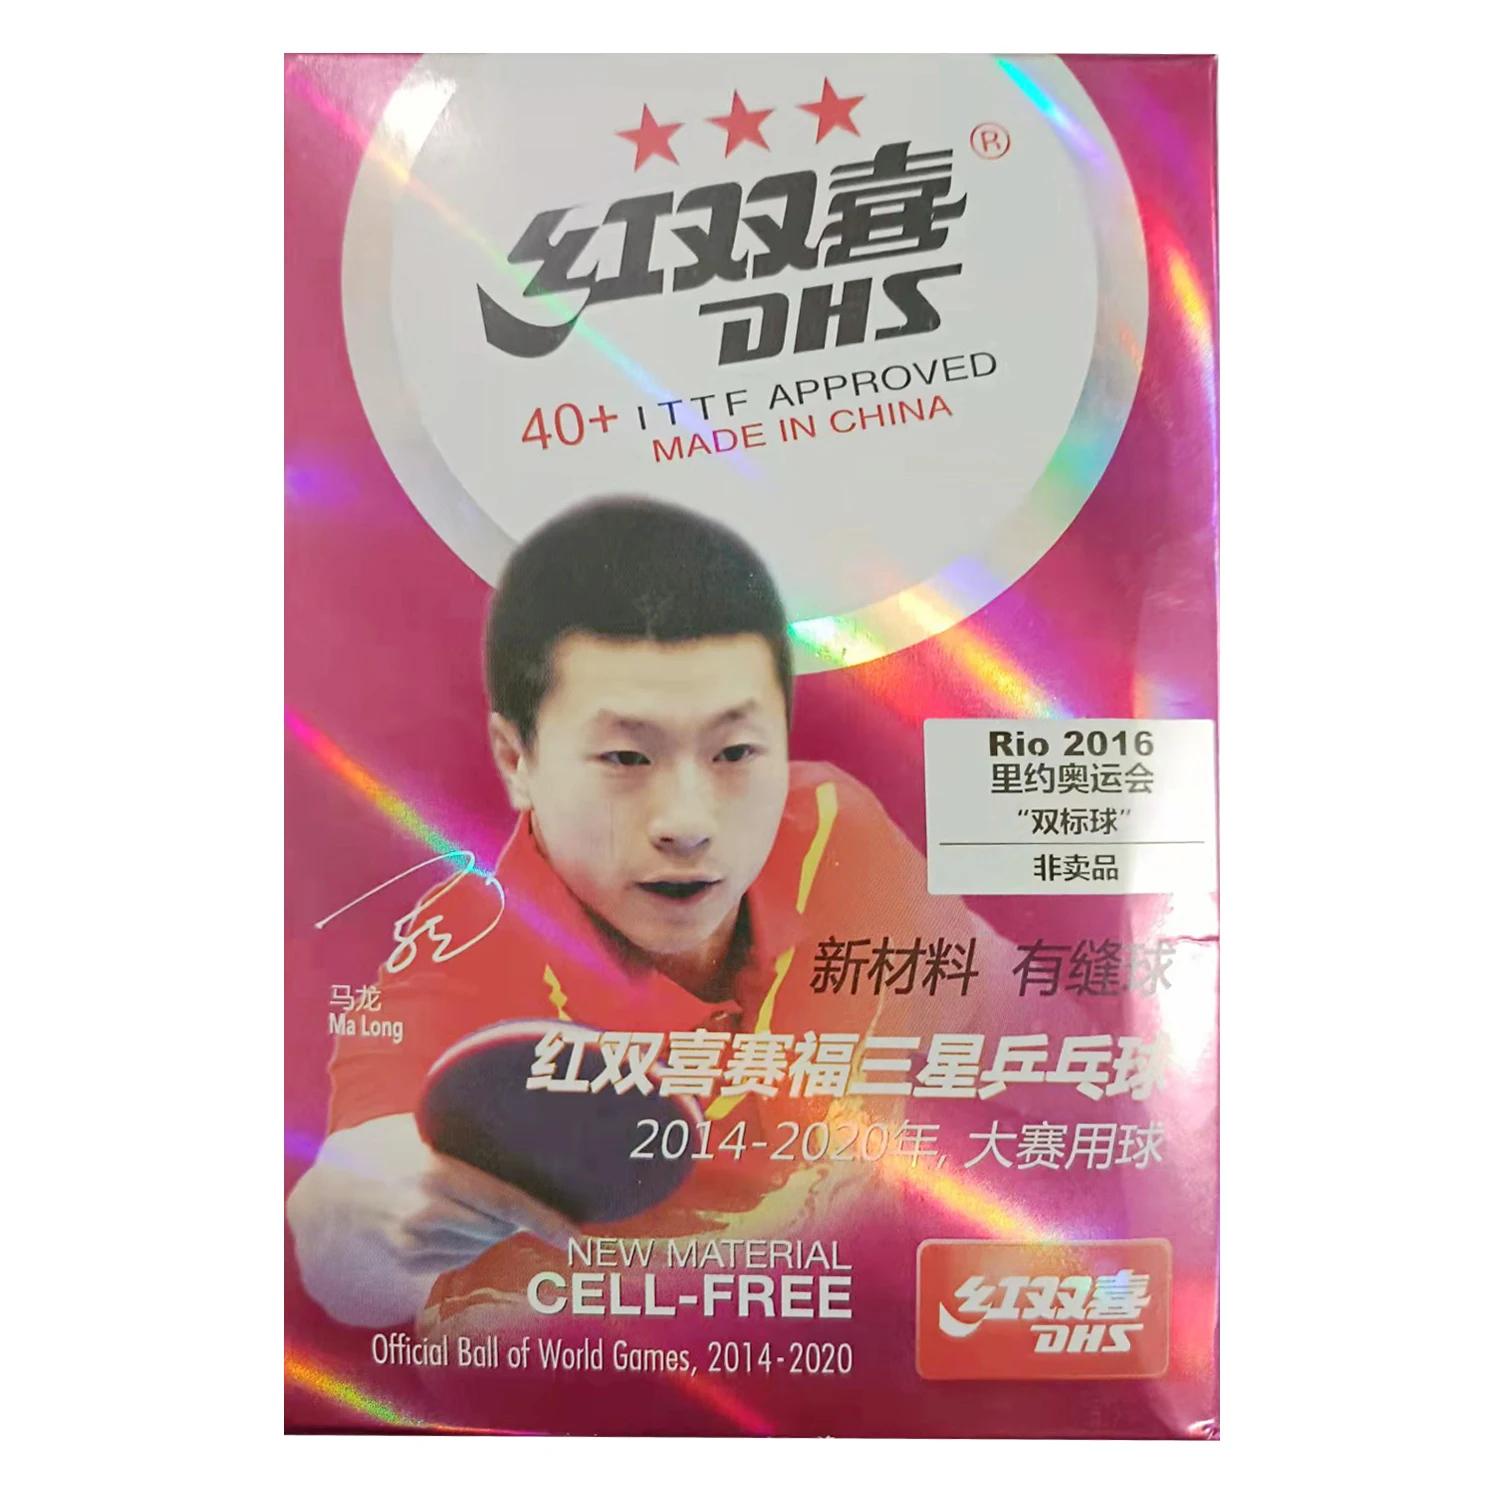 红双喜®
DHS
40+ ITTF APPROVED
MADE IN CHINA
Rio 2016
里约奥运会
“双标球”
非卖品
新材料 有缝球
马龙
Ma Long
红双喜赛福三星乒乓球
2014-2020年, 大赛用球
NEW MATERIAL
CELL-FREE
Official Ball of World Games, 2014-2020
红双喜
DHS